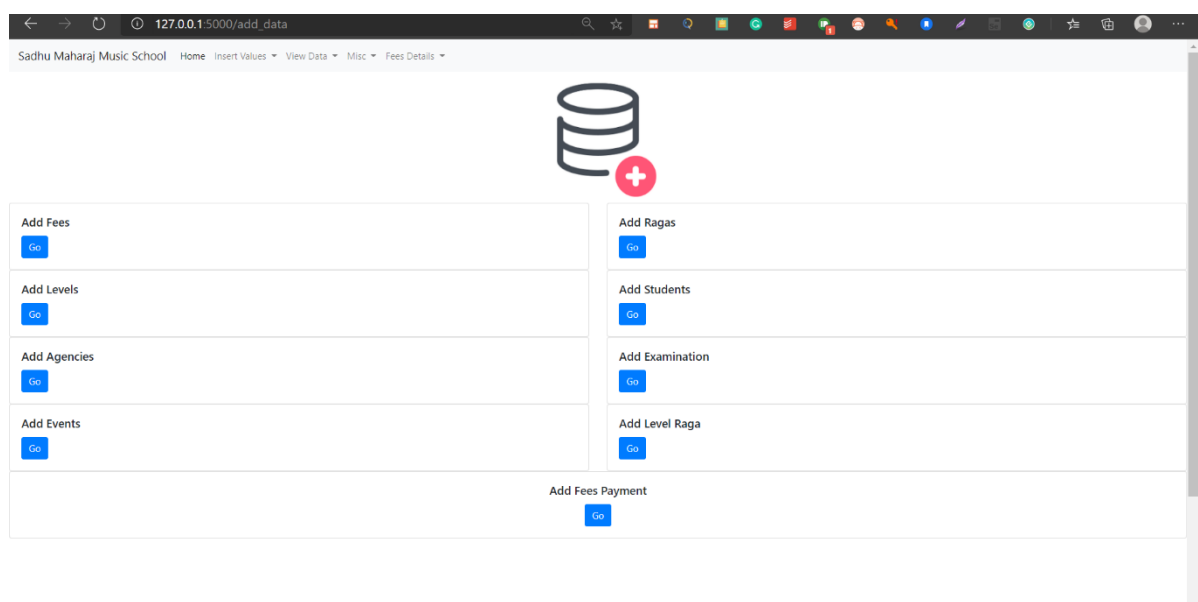 127.0.0.1:5000/add_data
Sadhu Maharaj Music School Home Insert Values View Data Misc Fees Details
Add Fees
Go
Add Ragas
Go
Add Levels
Go
Add Students
Go
Add Agencies
Go
Add Examination
Go
Add Events
Go
Add Level Raga
Go
Add Fees Payment
Go